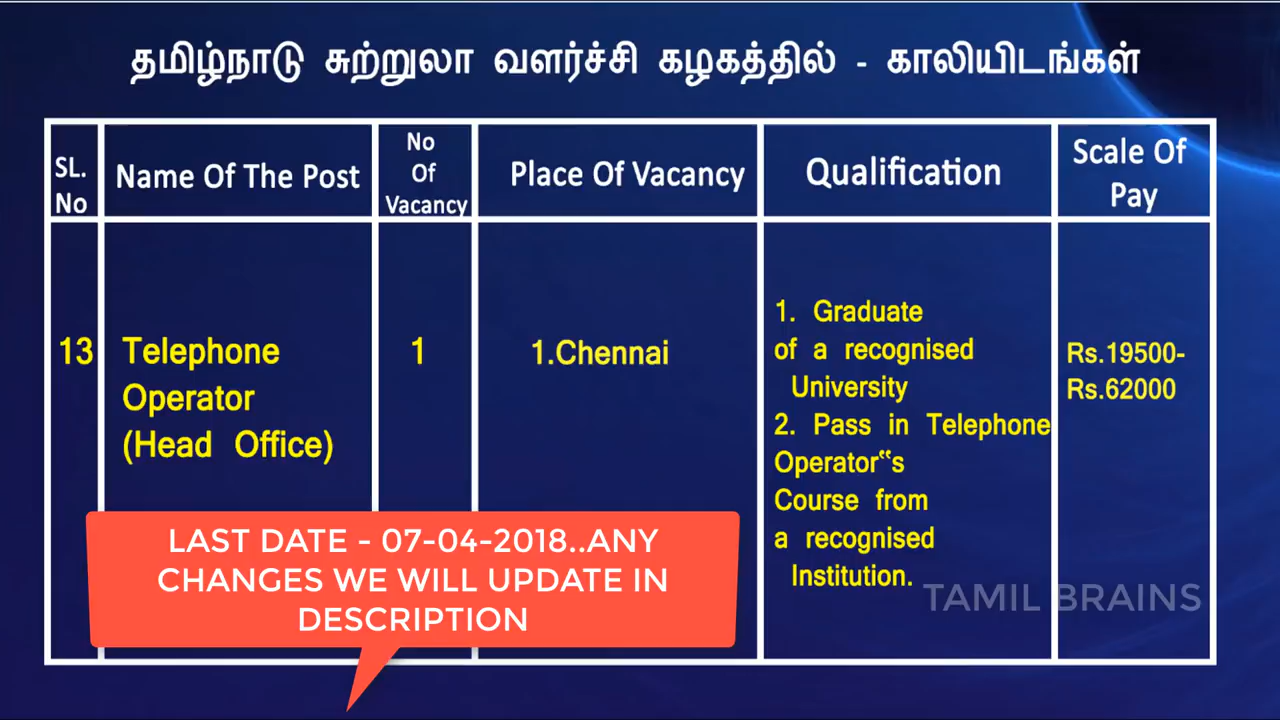 தமிழ்நாடு சுற்றுலா வளர்ச்சி கழகத்தில் - காலியிடங்கள்
SL.
No
Name Of The Post
No
Of
Vacancy
Place Of Vacancy
Qualification
Scale Of
Pay
13
Telephone
Operator
(Head Office)
1
1.Chennai
1. Graduate
of a recognised
University
2. Pass in Telephone
Operator‟s
Course from
a recognised
Institution.
Rs.19500-
Rs.62000
LAST DATE - 07-04-2018..ANY
CHANGES WE WILL UPDATE IN
DESCRIPTION
TAMIL BRAINS